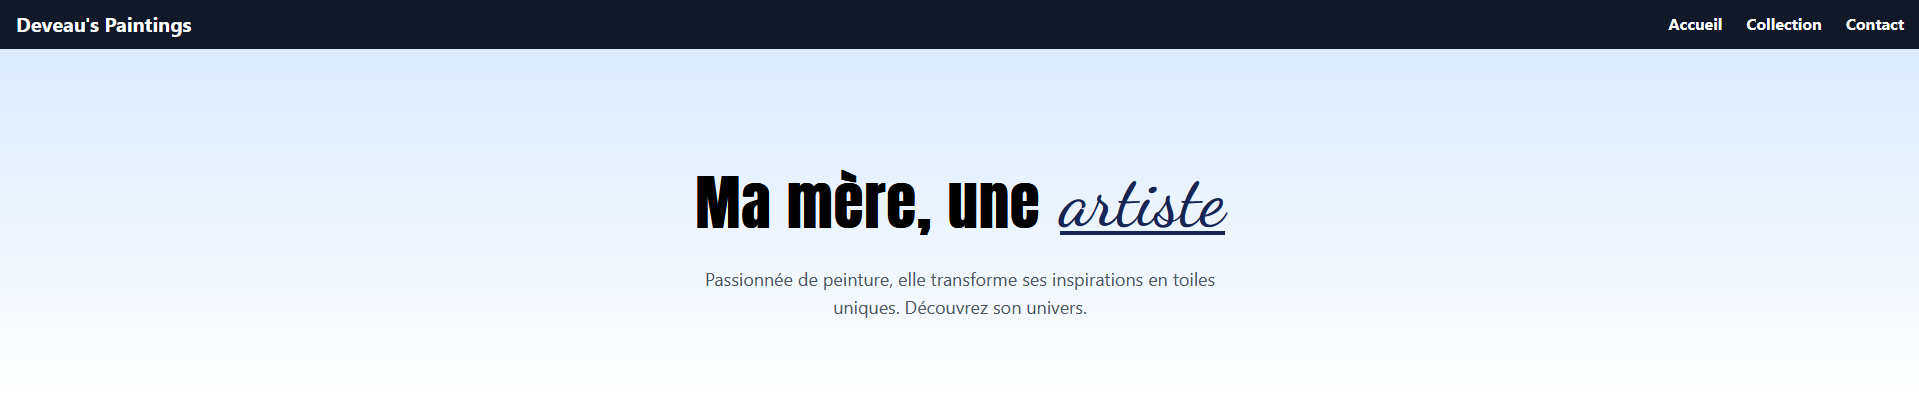 Deveau's Paintings
Accueil Collection Contact
Ma mère, une artiste
Passionnée de peinture, elle transforme ses inspirations en toiles
uniques. Découvrez son univers.